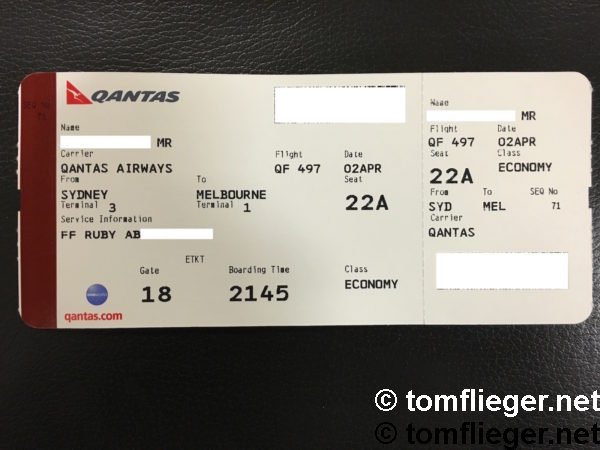 SEQ No
71
QANTAS
Name
MR
Carrier
QANTAS AIRWAYS
Flight
QF 497
Date
02APR
From
SYDNEY
Terminal 3
To
MELBOURNE
Terminal 1
Seat
22A
Service Information
FF RUBY AB
ETKT
Gate
18
Boarding Time
2145
Class
ECONOMY
qantas.com
Name
MR
Flight
QF 497
Date
02APR
Seat
22A
Class
ECONOMY
From
SYD
To
MEL
SEQ No
71
Carrier
QANTAS
© tomflieger.net
© tomflieger.net